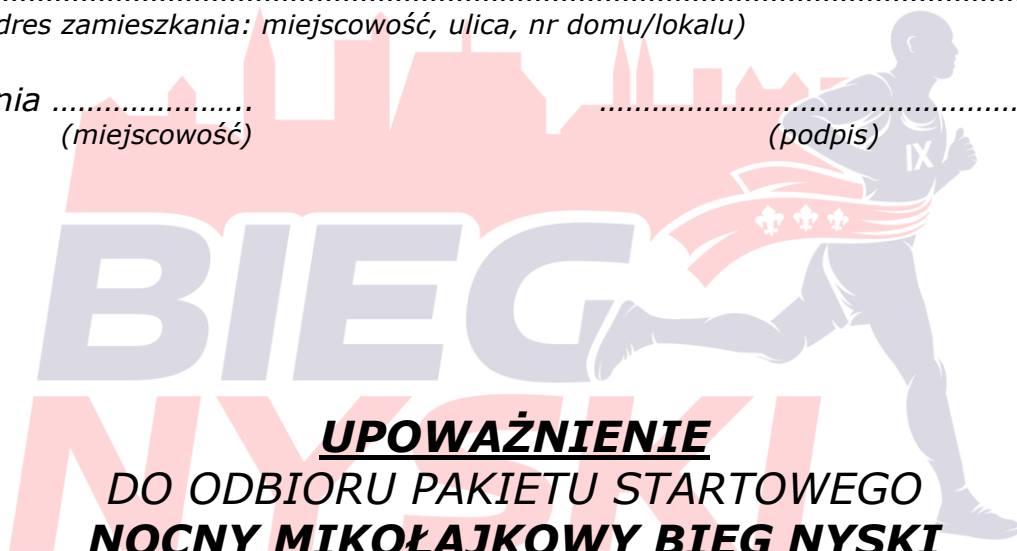 ……………………………………………………………………………………………………………
dres zamieszkania: miejscowość, ulica, nr domu/lokalu)
nia ………………….. ……………………………………….
(miejscowość) (podpis)
IX
BIEG
NYSKI
UPOWAŻNIENIE
DO ODBIORU PAKIETU STARTOWEGO
NOCNY MIKOŁAJKOWY BIEG NYSKI